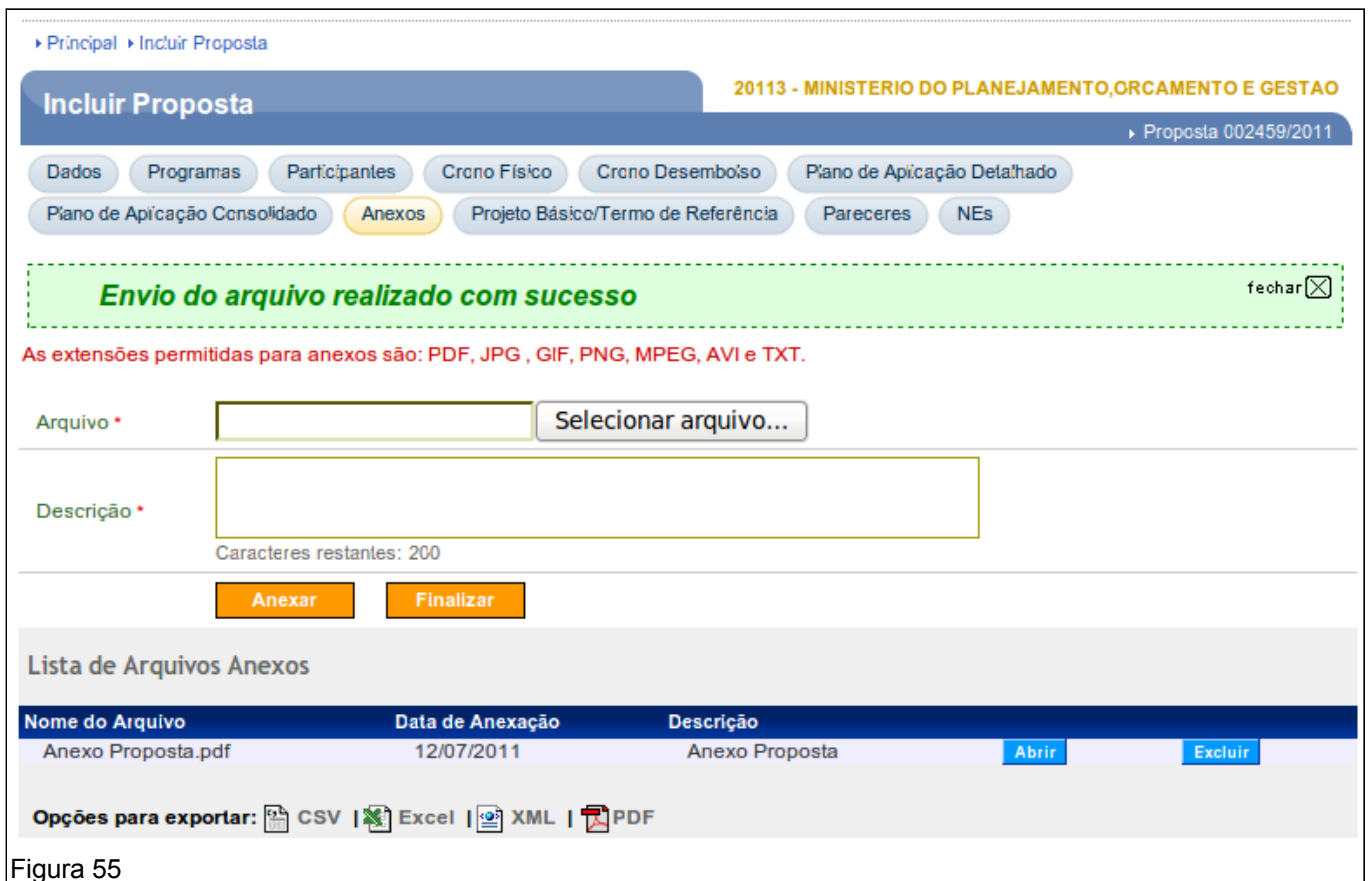 Principal Incluir Proposta
Incluir Proposta
20113 - MINISTERIO DO PLANEJAMENTO,ORCAMENTO E GESTAO
Proposta 002459/2011
Dados Programas Participantes Crono Físico Crono Desembolso Plano de Aplicação Detalhado
Plano de Aplicação Consolidado Anexos Projeto Básico/Termo de Referência Pareceres NEs
Envio do arquivo realizado com sucesso
fechar
As extensões permitidas para anexos são: PDF, JPG , GIF, PNG, MPEG, AVI e TXT.
Arquivo * Selecionar arquivo...
Descrição *
Caracteres restantes: 200
Anexar Finalizar
Lista de Arquivos Anexos
Nome do Arquivo Data de Anexação Descrição
Anexo Proposta.pdf 12/07/2011 Anexo Proposta Abrir Excluir
Opções para exportar: CSV | Excel | XML | PDF
Figura 55